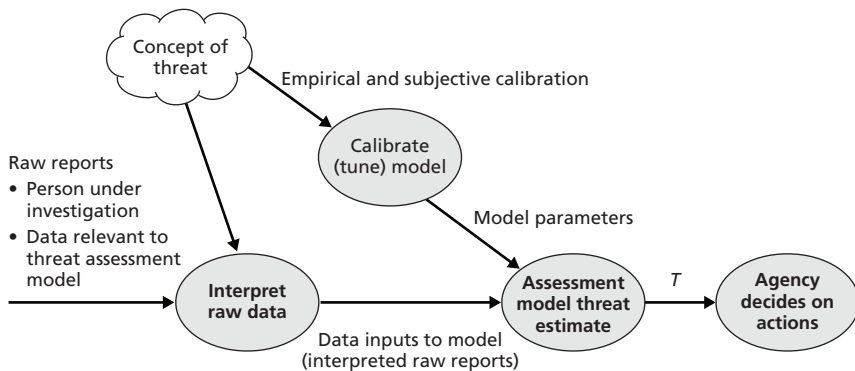 Concept of
threat
Empirical and subjective calibration
Calibrate
(tune) model
Raw reports
• Person under
investigation
• Data relevant to
threat assessment
model
Model parameters
Interpret
raw data
Assessment
model threat
estimate
T
Agency
decides on
actions
Data inputs to model
(interpreted raw reports)